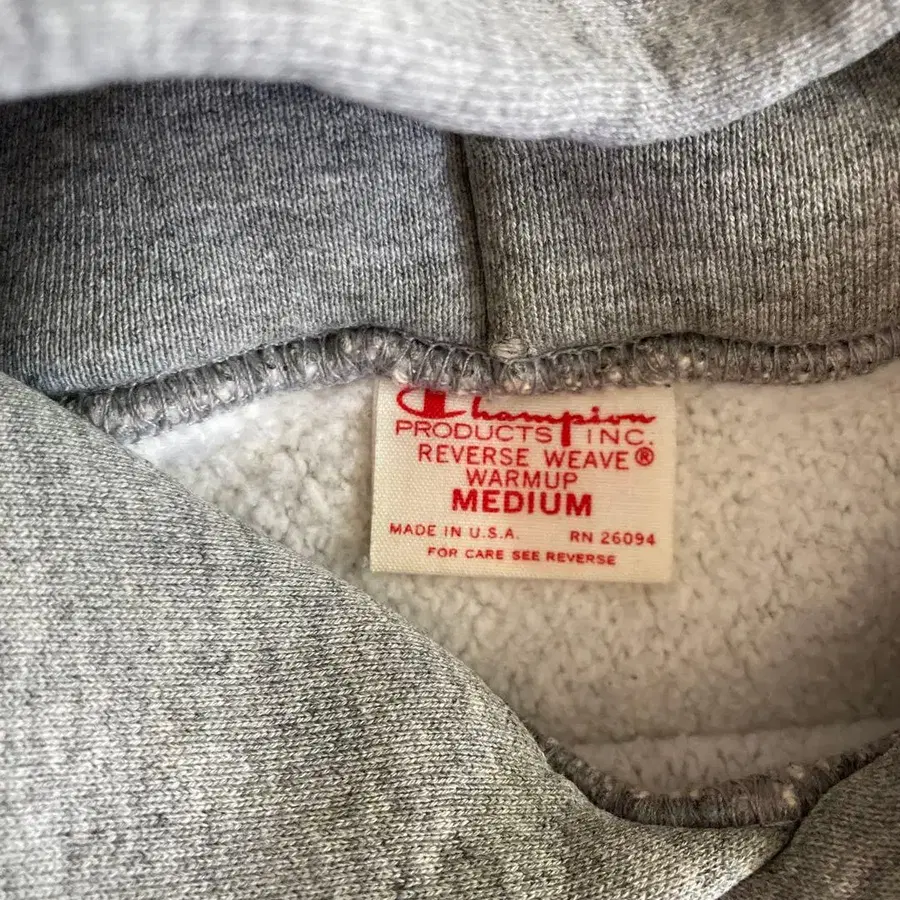 Champion
PRODUCTS INC.
REVERSE WEAVE®
WARMUP
MEDIUM
MADE IN U.S.A. RN 26094
FOR CARE SEE REVERSE